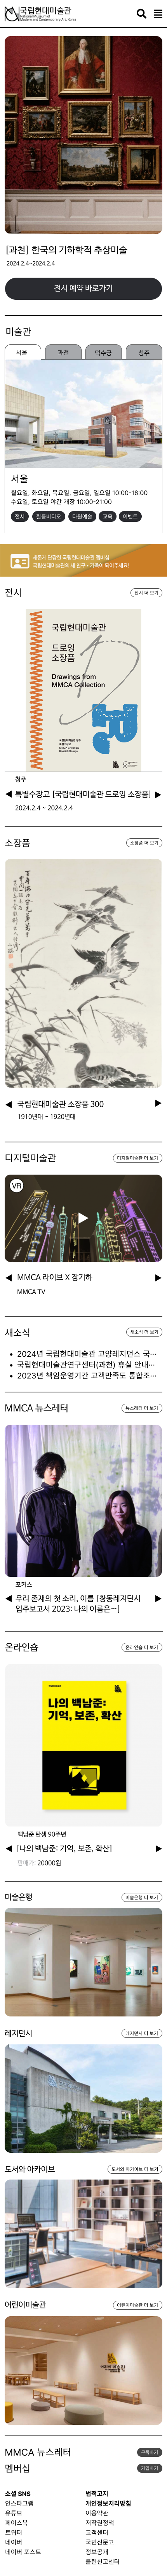 국립현대미술관
National Museum of
Modern and Contemporary Art, Korea
[과천] 한국의 기하학적 추상미술
2024.2.4~2024.2.4
전시 예약 바로가기
미술관
서울
과천
덕수궁
청주
서울
월요일, 화요일, 목요일, 금요일, 일요일 10:00-16:00
수요일, 토요일 야간 개장 10:00-21:00
전시
필름비디오
다원예술
교육
이벤트
새롭게 단장한 국립현대미술관 멤버십
국립현대미술관의 새 친구·가족이 되어주세요!
전시
전시 더 보기
국립현대미술관
드로잉
소장품
Drawings from
MMCA Collection
청주
특별수장고 [국립현대미술관 드로잉 소장품]
2024.2.4 ~ 2024.2.4
소장품
소장품 더 보기
국립현대미술관 소장품 300
1910년대 ~ 1920년대
디지털미술관
디지털미술관 더 보기
VR
MMCA 라이브 X 장기하
MMCA TV
새소식
새소식 더 보기
2024년 국립현대미술관 고양레지던스 국...
국립현대미술관연구센터(과천) 휴실 안내...
2023년 책임운영기간 고객만족도 통합조...
MMCA 뉴스레터
뉴스레터 더 보기
포커스
우리 존재의 첫 소리, 이름 [창동레지던시
입주보고서 2023: 나의 이름은ㅡ]
온라인숍
온라인숍 더 보기
나의 백남준:
기억, 보존, 확산
백남준 탄생 90주년
[나의 백남준: 기억, 보존, 확산]
판매가: 20000원
미술은행
미술은행 더 보기
레지던시
레지던시 더 보기
도서와 아카이브
도서와 아카이브 더 보기
어린이미술관
어린이미술관 더 보기
MMCA 뉴스레터
구독하기
멤버십
가입하기
소셜 SNS
인스타그램
유튜브
페이스북
트위터
네이버
네이버 포스트
법적고지
개인정보처리방침
이용약관
저작권정책
고객센터
국민신문고
정보공개
클린신고센터